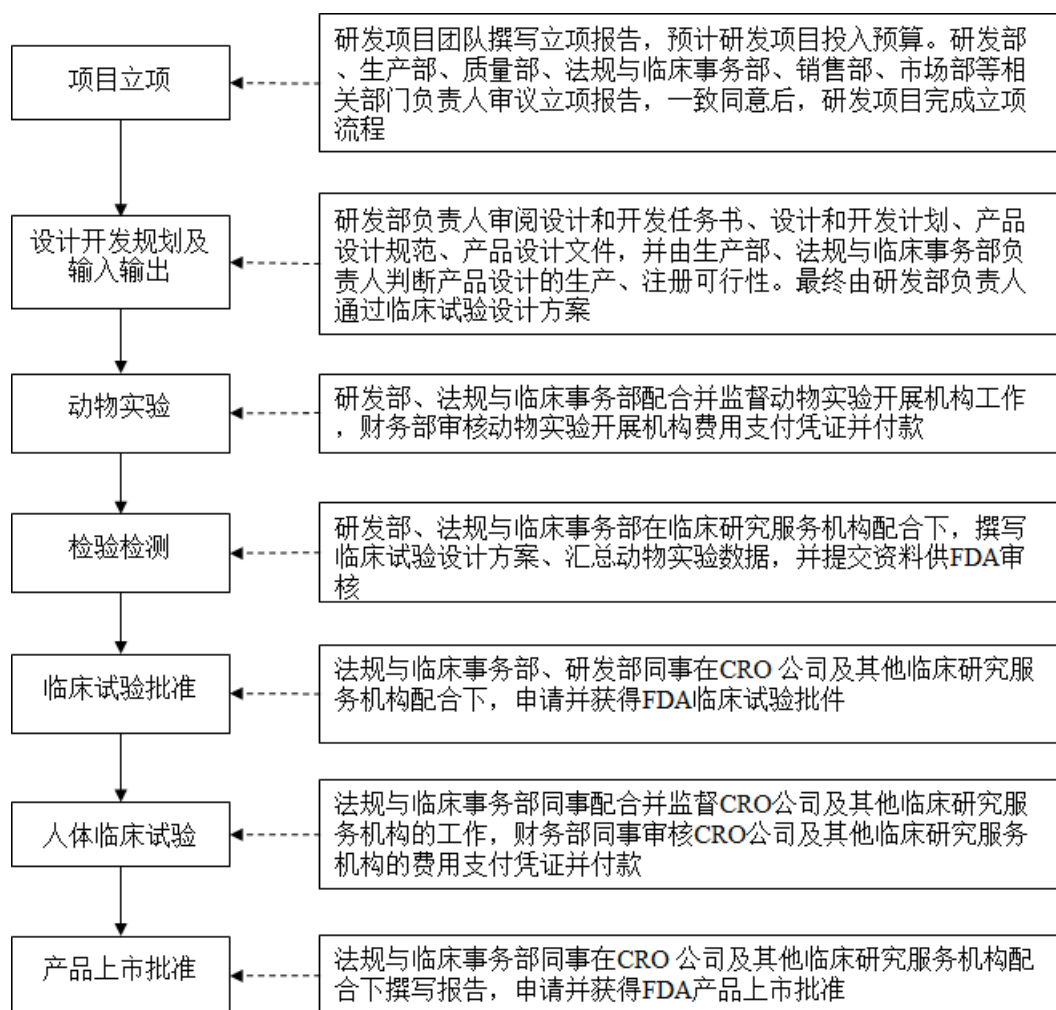 项目立项
研发项目团队撰写立项报告，预计研发项目投入预算。研发部
、生产部、质量部、法规与临床事务部、销售部、市场部等相
关部门负责人审议立项报告，一致同意后，研发项目完成立项
流程
设计开发规划及
输入输出
研发部负责人审阅设计和开发任务书、设计和开发计划、产品
设计规范、产品设计文件，并由生产部、法规与临床事务部负
责人判断产品设计的生产、注册可行性。最终由研发部负责人
通过临床试验设计方案
动物实验
研发部、法规与临床事务部配合并监督动物实验开展机构工作
，财务部审核动物实验开展机构费用支付凭证并付款
检验检测
研发部、法规与临床事务部在临床研究服务机构配合下，撰写
临床试验设计方案、汇总动物实验数据，并提交资料供FDA审
核
临床试验批准
法规与临床事务部、研发部同事在CRO 公司及其他临床研究服
务机构配合下，申请并获得FDA临床试验批件
人体临床试验
法规与临床事务部同事配合并监督CRO公司及其他临床研究服
务机构的工作，财务部同事审核CRO公司及其他临床研究服务
机构的费用支付凭证并付款
产品上市批准
法规与临床事务部同事在CRO 公司及其他临床研究服务机构配
合下撰写报告，申请并获得FDA产品上市批准